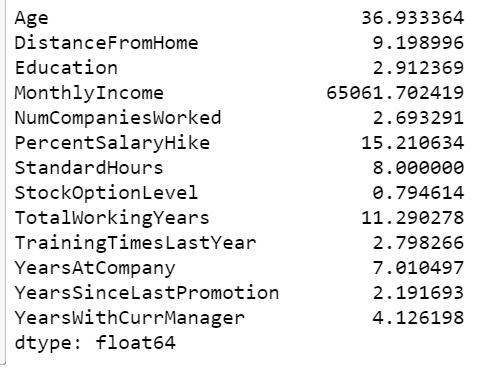 Age                          36.933364
DistanceFromHome              9.198996
Education                     2.912369
MonthlyIncome             65061.702419
NumCompaniesWorked            2.693291
PercentSalaryHike            15.210634
StandardHours                 8.000000
StockOptionLevel              0.794614
TotalWorkingYears            11.290278
TrainingTimesLastYear         2.798266
YearsAtCompany                7.010497
YearsSinceLastPromotion       2.191693
YearsWithCurrManager          4.126198
dtype: float64